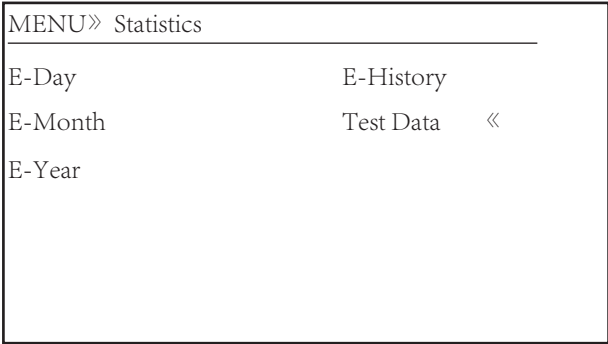 MENU》 Statistics
E-Day E-History
E-Month Test Data 《
E-Year